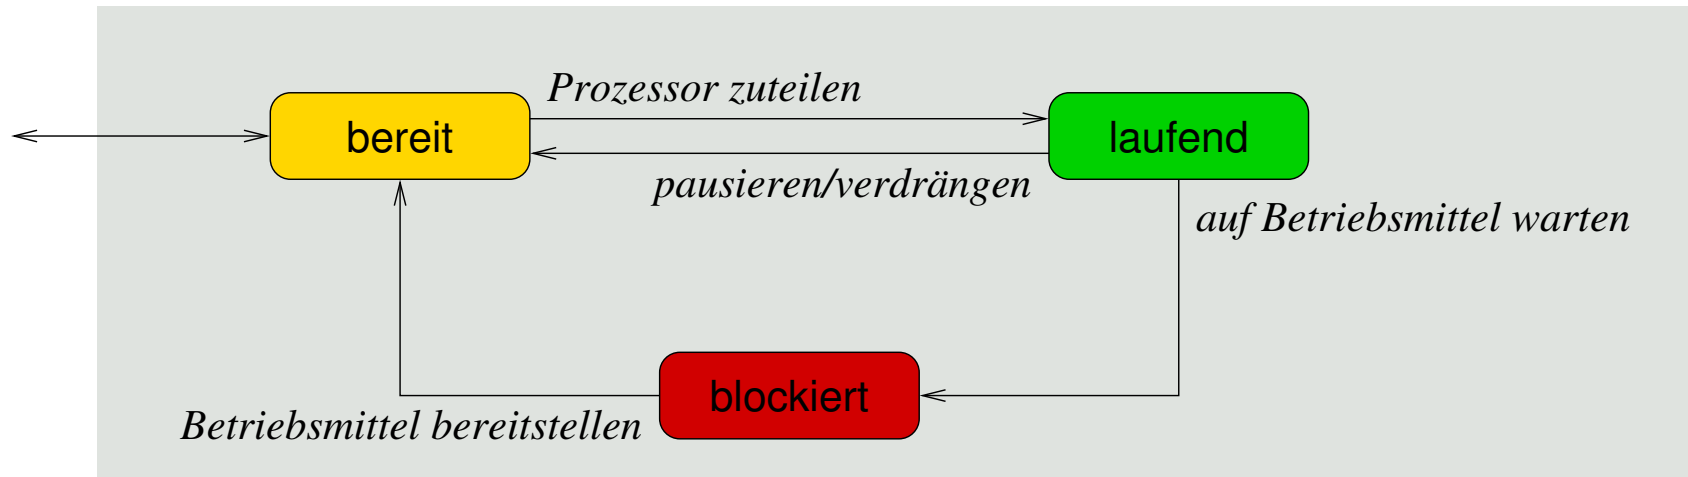 Prozessor zuteilen
bereit
laufend
pausieren/verdrängen
auf Betriebsmittel warten
blockiert
Betriebsmittel bereitstellen